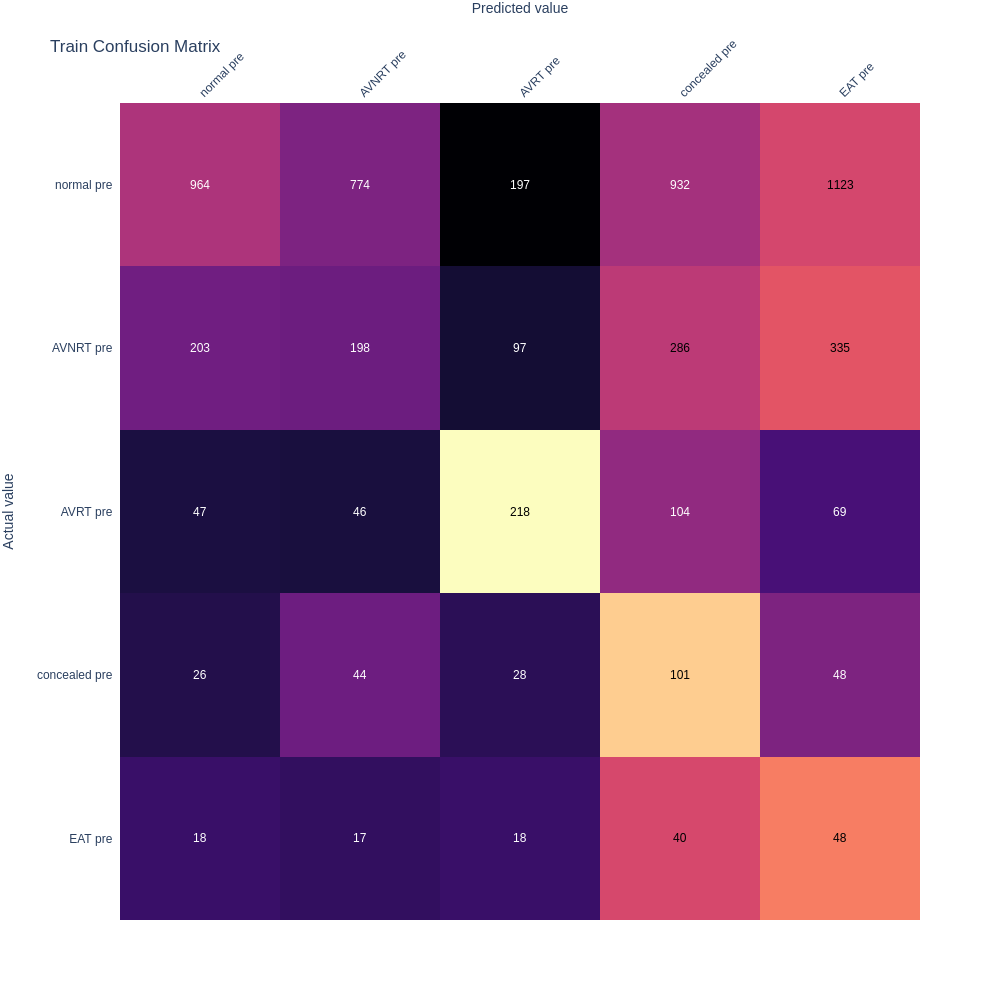 Predicted value
Train Confusion Matrix
normal pre AVNRT pre AVRT pre concealed pre EAT pre
normal pre 964 774 197 932 1123
AVNRT pre 203 198 97 286 335
AVRT pre 47 46 218 104 69
concealed pre 26 44 28 101 48
EAT pre 18 17 18 40 48
Actual value